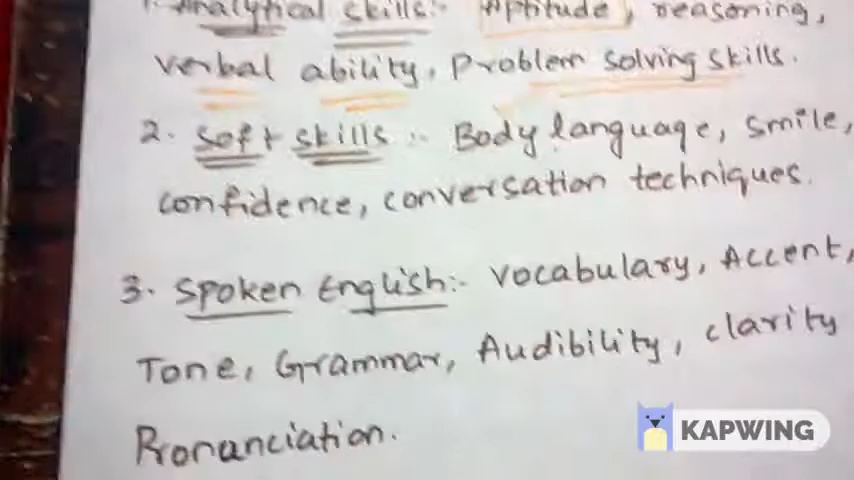 1. Analytical skills:- Aptitude, reasoning,
verbal ability, Problem solving skills.
2. Soft skills :- Body language, smile,
confidence, conversation techniques.
3. Spoken English:- Vocabulary, Accent,
Tone, Grammar, Audibility, clarity
Pronanciation.
KAPWING